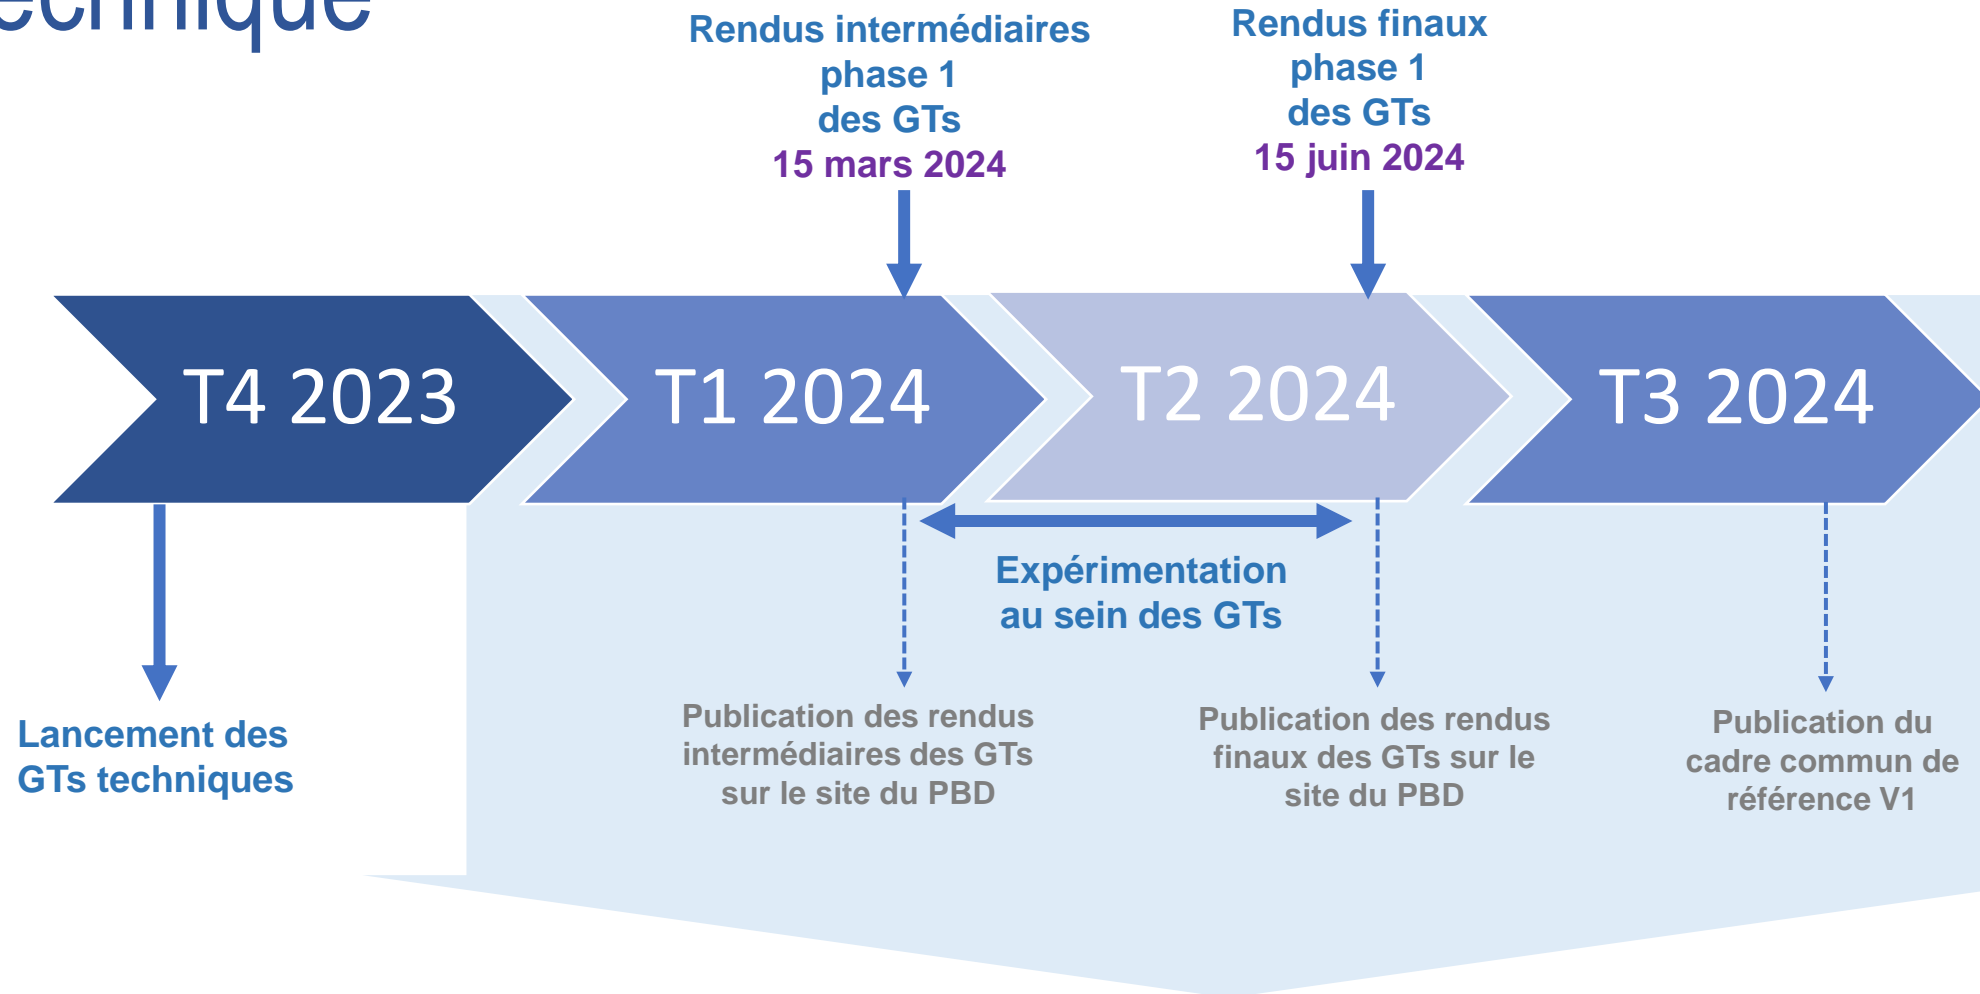 echnique
Rendus intermédiaires
phase 1
des GTs
15 mars 2024
Rendus finaux
phase 1
des GTs
15 juin 2024
T4 2023
T1 2024
T2 2024
T3 2024
Expérimentation
au sein des GTs
Lancement des
GTs techniques
Publication des rendus
intermédiaires des GTs
sur le site du PBD
Publication des rendus
finaux des GTs sur le
site du PBD
Publication du
cadre commun de
référence V1